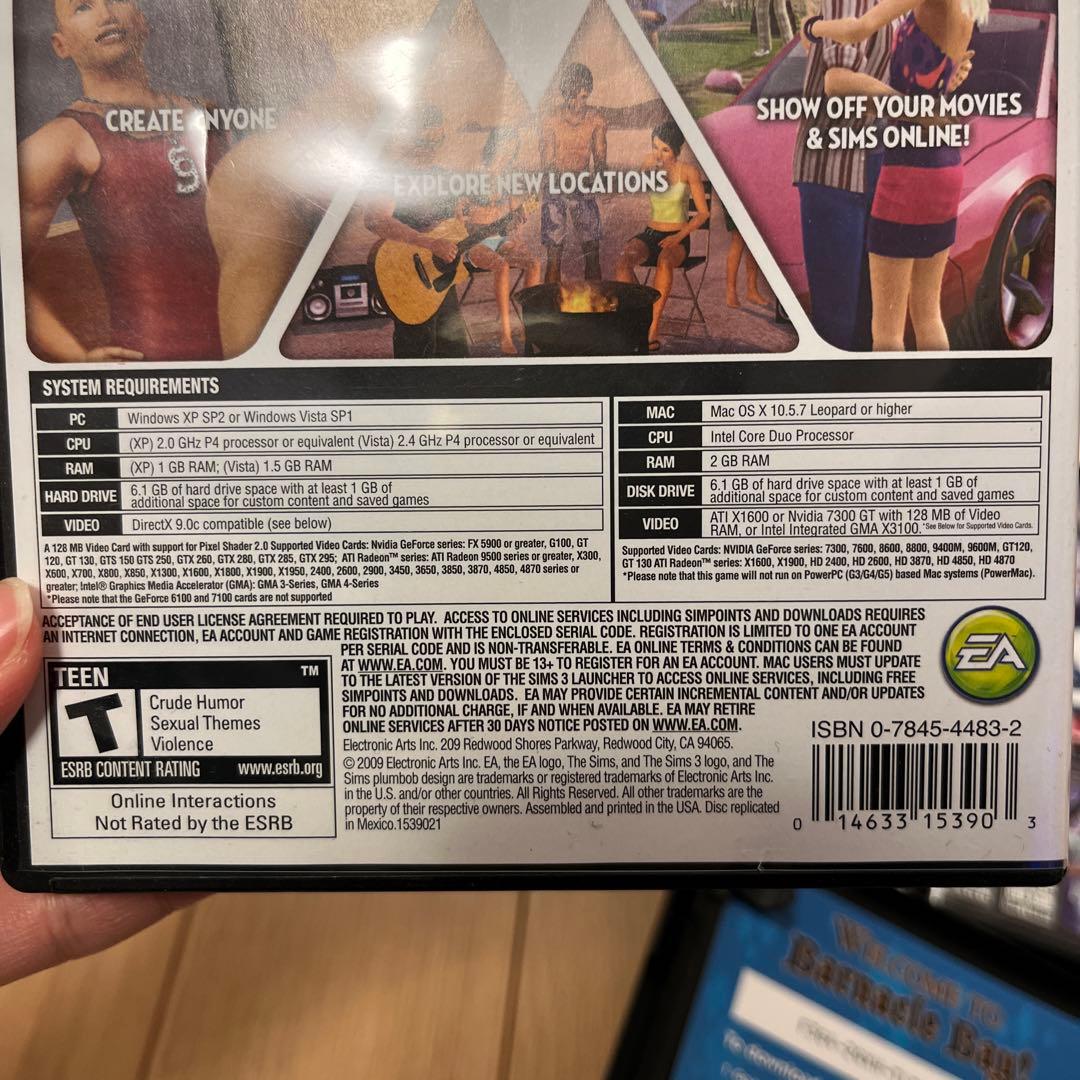 CREATE ANYONE
EXPLORE NEW LOCATIONS
SHOW OFF YOUR MOVIES
& SIMS ONLINE!
SYSTEM REQUIREMENTS
PC Windows XP SP2 or Windows Vista SP1
CPU (XP) 2.0 GHz P4 processor or equivalent (Vista) 2.4 GHz P4 processor or equivalent
RAM (XP) 1 GB RAM; (Vista) 1.5 GB RAM
HARD DRIVE 6.1 GB of hard drive space with at least 1 GB of
additional space for custom content and saved games
VIDEO DirectX 9.0c compatible (see below)
A 128 MB Video Card with support for Pixel Shader 2.0 Supported Video Cards: Nvidia GeForce series: FX 5900 or greater, G100, GT
120, GT 130, GTS 150 GTS 250, GTX 260, GTX 280, GTX 285, GTX 295; ATI Radeon™ series: ATI Radeon 9500 series or greater, X300,
X600, X700, X800, X850, X1300, X1600, X1800, X1900, X1950, 2400, 2600, 2900, 3450, 3650, 3850, 3870, 4850, 4870 series or
greater; Intel® Graphics Media Accelerator (GMA): GMA 3-Series, GMA 4-Series
*Please note that the GeForce 6100 and 7100 cards are not supported
MAC Mac OS X 10.5.7 Leopard or higher
CPU Intel Core Duo Processor
RAM 2 GB RAM
DISK DRIVE 6.1 GB of hard drive space with at least 1 GB of
additional space for custom content and saved games
VIDEO ATI X1600 or Nvidia 7300 GT with 128 MB of Video
RAM, or Intel Integrated GMA X3100. *See Below for Supported Video Cards.
Supported Video Cards: NVIDIA GeForce series: 7300, 7600, 8600, 8800, 9400M, 9600M, GT120,
GT 130 ATI Radeon™ series: X1600, X1900, HD 2400, HD 2600, HD 3870, HD 4850, HD 4870
*Please note that this game will not run on PowerPC (G3/G4/G5) based Mac systems (PowerMac).
ACCEPTANCE OF END USER LICENSE AGREEMENT REQUIRED TO PLAY. ACCESS TO ONLINE SERVICES INCLUDING SIMPOINTS AND DOWNLOADS REQUIRES
AN INTERNET CONNECTION, EA ACCOUNT AND GAME REGISTRATION WITH THE ENCLOSED SERIAL CODE. REGISTRATION IS LIMITED TO ONE EA ACCOUNT
PER SERIAL CODE AND IS NON-TRANSFERABLE. EA ONLINE TERMS & CONDITIONS CAN BE FOUND
AT WWW.EA.COM. YOU MUST BE 13+ TO REGISTER FOR AN EA ACCOUNT. MAC USERS MUST UPDATE
TO THE LATEST VERSION OF THE SIMS 3 LAUNCHER TO ACCESS ONLINE SERVICES, INCLUDING FREE
SIMPOINTS AND DOWNLOADS. EA MAY PROVIDE CERTAIN INCREMENTAL CONTENT AND/OR UPDATES
FOR NO ADDITIONAL CHARGE, IF AND WHEN AVAILABLE. EA MAY RETIRE
ONLINE SERVICES AFTER 30 DAYS NOTICE POSTED ON WWW.EA.COM.
Electronic Arts Inc. 209 Redwood Shores Parkway, Redwood City, CA 94065.
© 2009 Electronic Arts Inc. EA, the EA logo, The Sims, and The Sims 3 logo, and The
Sims plumbob design are trademarks or registered trademarks of Electronic Arts Inc.
in the U.S. and/or other countries. All Rights Reserved. All other trademarks are the
property of their respective owners. Assembled and printed in the USA. Disc replicated
in Mexico.1539021
TEEN ™
T
Crude Humor
Sexual Themes
Violence
ESRB CONTENT RATING www.esrb.org
Online Interactions
Not Rated by the ESRB
EA
ISBN 0-7845-4483-2
0 14633 15390 3
WELCOME TO
Barnacle Bay!